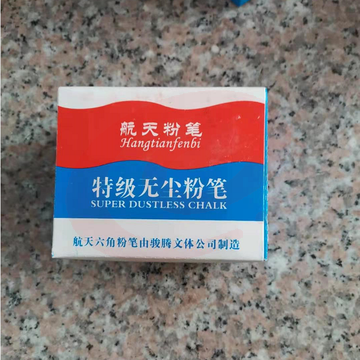 航天粉笔
Hangtianfenbi
特级无尘粉笔
SUPER DUSTLESS CHALK
航天六角粉笔由骏腾文体公司制造